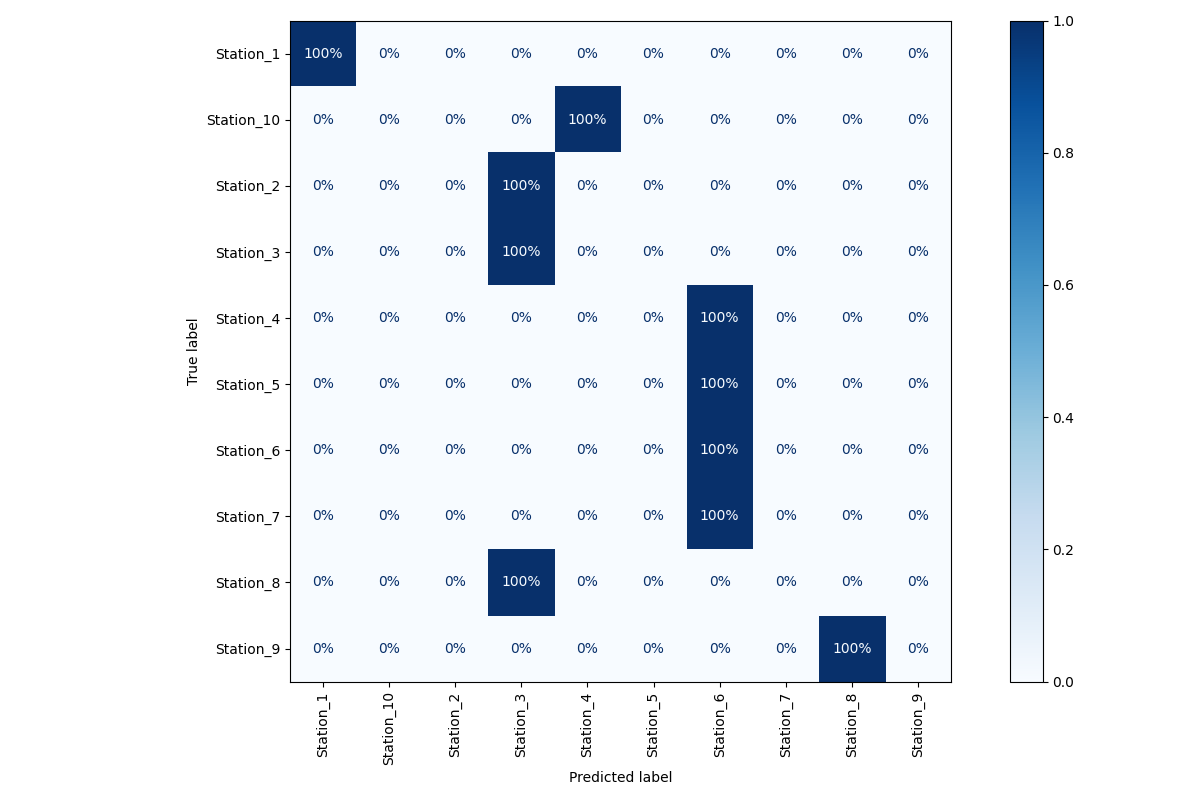 Station_1 100% 0% 0% 0% 0% 0% 0% 0% 0% 0%
Station_10 0% 0% 0% 0% 100% 0% 0% 0% 0% 0%
Station_2 0% 0% 0% 100% 0% 0% 0% 0% 0% 0%
Station_3 0% 0% 0% 100% 0% 0% 0% 0% 0% 0%
Station_4 0% 0% 0% 0% 0% 0% 100% 0% 0% 0%
Station_5 0% 0% 0% 0% 0% 0% 100% 0% 0% 0%
Station_6 0% 0% 0% 0% 0% 0% 100% 0% 0% 0%
Station_7 0% 0% 0% 0% 0% 0% 100% 0% 0% 0%
Station_8 0% 0% 0% 100% 0% 0% 0% 0% 0% 0%
Station_9 0% 0% 0% 0% 0% 0% 0% 0% 100% 0%
True label
Station_1 Station_10 Station_2 Station_3 Station_4 Station_5 Station_6 Station_7 Station_8 Station_9
Predicted label
1.0
0.8
0.6
0.4
0.2
0.0